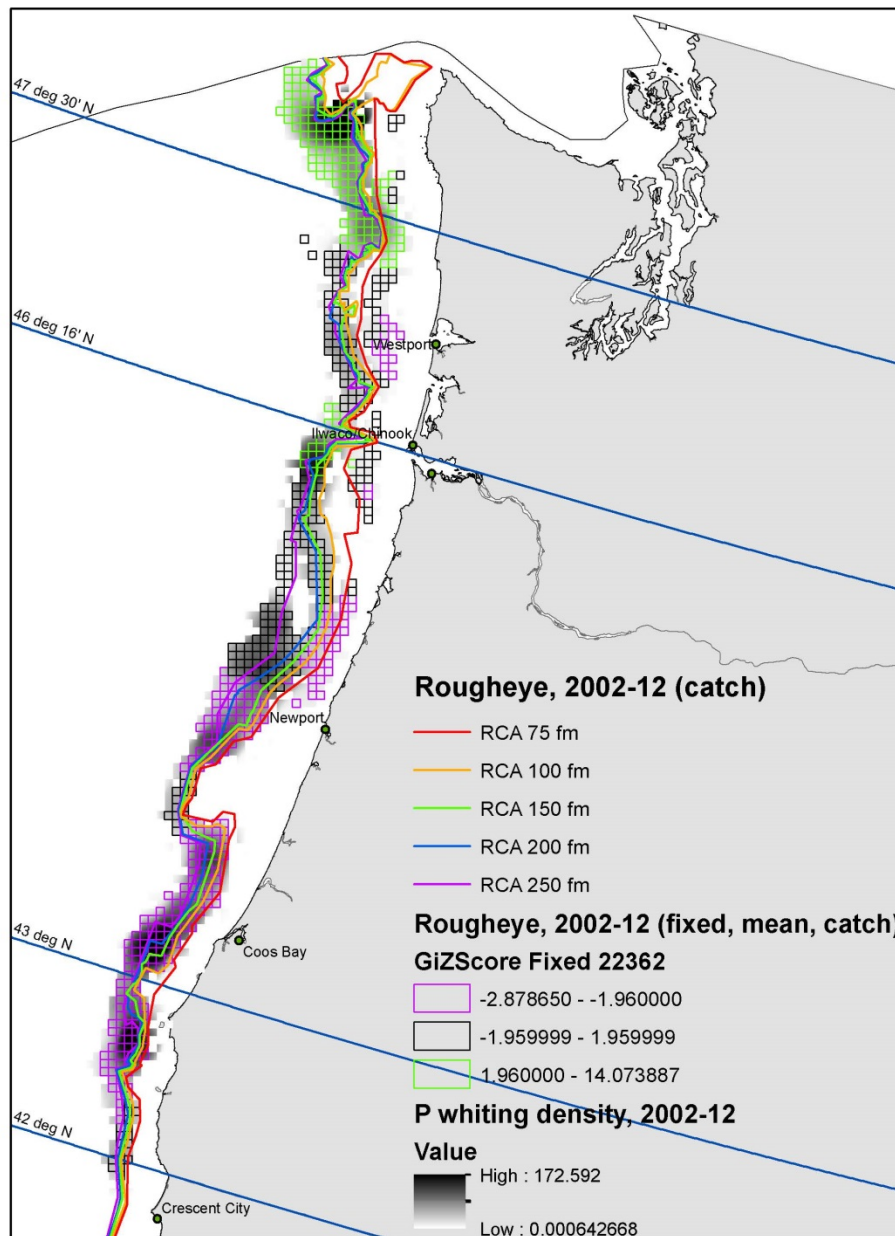 47 deg 30' N
46 deg 16' N
Westport
Ilwaco/Chinook
Newport
Coos Bay
43 deg N
42 deg N
Crescent City
Rougheye, 2002-12 (catch)
RCA 75 fm
RCA 100 fm
RCA 150 fm
RCA 200 fm
RCA 250 fm
Rougheye, 2002-12 (fixed, mean, catch)
GiZScore Fixed 22362
-2.878650 - -1.960000
-1.959999 - 1.959999
1.960000 - 14.073887
P whiting density, 2002-12
Value
High : 172.592
Low : 0.000642668